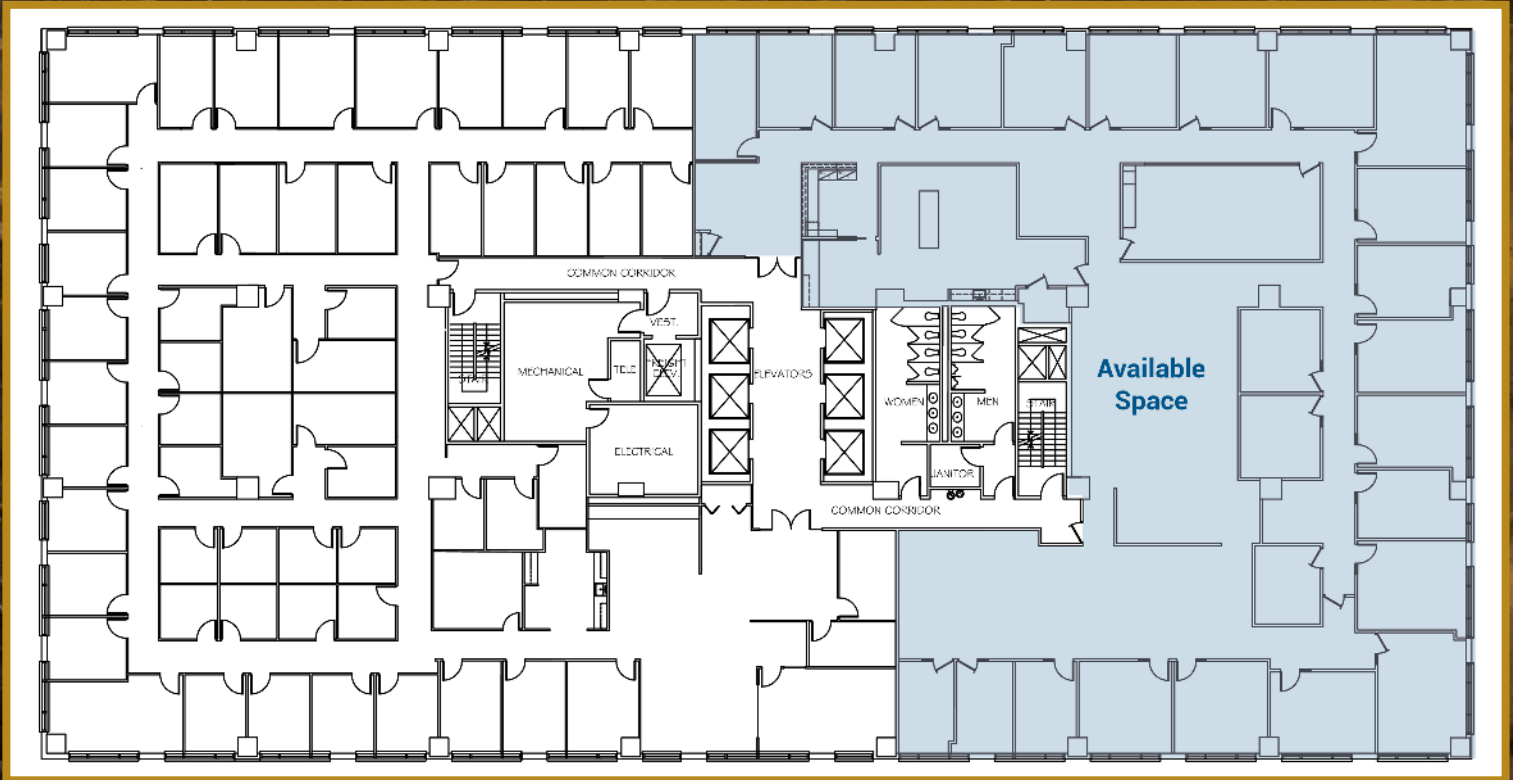 COMMON CORRIDOR
VEST.
STAIR
MECHANICAL
TELE
FREIGHT
ELEV.
ELEVATORS
WOMEN
MEN
STAIR
Available
Space
ELECTRICAL
JANITOR
COMMON CORRIDOR